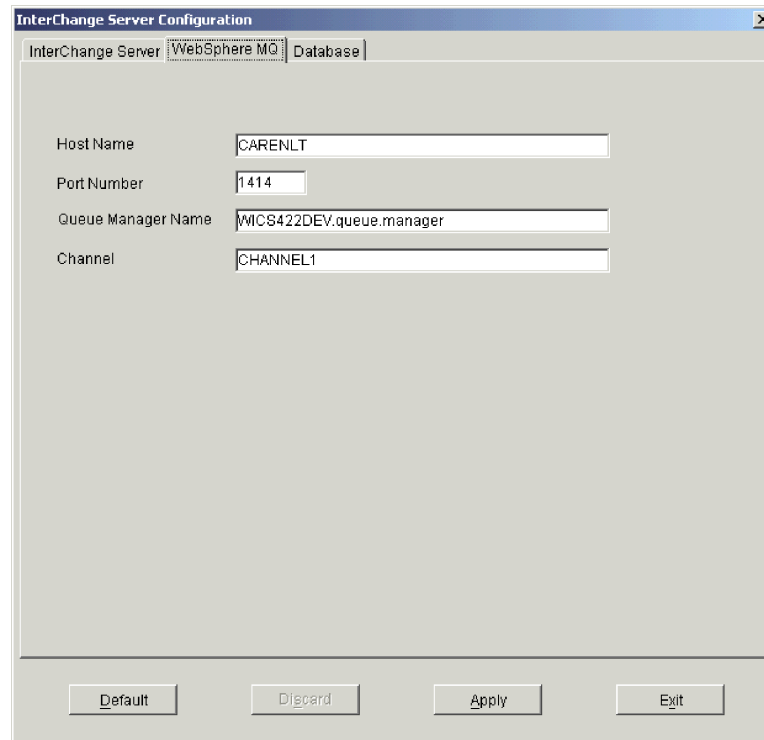 InterChange Server Configuration
InterChange Server WebSphere MQ Database
Host Name CARENLT
Port Number 1414
Queue Manager Name WICS422DEV.queue.manager
Channel CHANNEL1
Default Discard Apply Exit